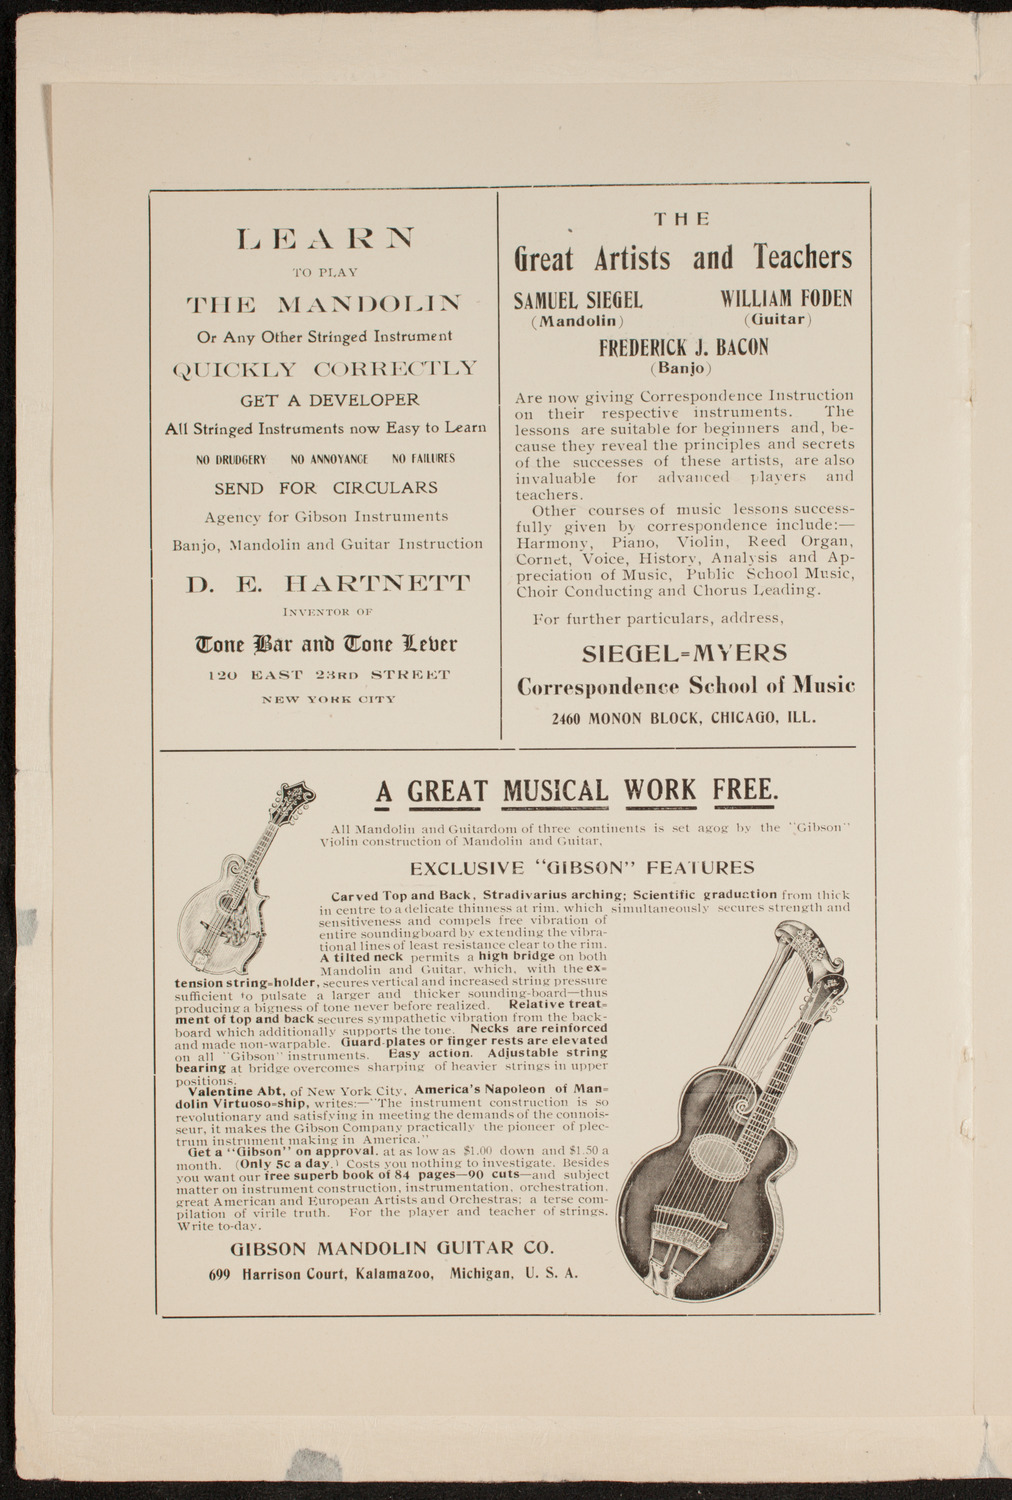 LEARN
TO PLAY
THE MANDOLIN
Or Any Other Stringed Instrument
QUICKLY CORRECTLY
GET A DEVELOPER
All Stringed Instruments now Easy to Learn
NO DRUDGERY NO ANNOYANCE NO FAILURES
SEND FOR CIRCULARS
Agency for Gibson Instruments
Banjo, Mandolin and Guitar Instruction
D. E. HARTNETT
INVENTOR OF
Tone Bar and Tone Lever
120 EAST 23RD STREET
NEW YORK CITY
THE
Great Artists and Teachers
SAMUEL SIEGEL WILLIAM FODEN
(Mandolin) (Guitar)
FREDERICK J. BACON
(Banjo)
Are now giving Correspondence Instruction
on their respective instruments. The
lessons are suitable for beginners and, be-
cause they reveal the principles and secrets
of the successes of these artists, are also
invaluable for advanced players and
teachers.
Other courses of music lessons success-
fully given by correspondence include:—
Harmony, Piano, Violin, Reed Organ,
Cornet, Voice, History, Analysis and Ap-
preciation of Music, Public School Music,
Choir Conducting and Chorus Leading.
For further particulars, address,
SIEGEL=MYERS
Correspondence School of Music
2460 MONON BLOCK, CHICAGO, ILL.
A GREAT MUSICAL WORK FREE.
All Mandolin and Guitardom of three continents is set agog by the "Gibson"
Violin construction of Mandolin and Guitar,
EXCLUSIVE "GIBSON" FEATURES
Carved Top and Back, Stradivarius arching; Scientific graduction from thick
in centre to a delicate thinness at rim, which simultaneously secures strength and
sensitiveness and compels free vibration of
entire soundingboard by extending the vibra-
tional lines of least resistance clear to the rim.
A tilted neck permits a high bridge on both
Mandolin and Guitar, which, with the ex=
tension string=holder, secures vertical and increased string pressure
sufficient to pulsate a larger and thicker sounding-board—thus
producing a bigness of tone never before realized. Relative treat=
ment of top and back secures sympathetic vibration from the back-
board which additionally supports the tone. Necks are reinforced
and made non-warpable. Guard-plates or finger rests are elevated
on all "Gibson" instruments. Easy action. Adjustable string
bearing at bridge overcomes sharping of heavier strings in upper
positions.
Valentine Abt, of New York City, America's Napoleon of Man=
dolin Virtuoso=ship, writes:—"The instrument construction is so
revolutionary and satisfying in meeting the demands of the connois-
seur, it makes the Gibson Company practically the pioneer of plec-
trum instrument making in America."
Get a "Gibson" on approval, at as low as $1.00 down and $1.50 a
month. (Only 5c a day.) Costs you nothing to investigate. Besides
you want our free superb book of 84 pages—90 cuts—and subject
matter on instrument construction, instrumentation, orchestration,
great American and European Artists and Orchestras; a terse com-
pilation of virile truth. For the player and teacher of strings.
Write to-day.
GIBSON MANDOLIN GUITAR CO.
699 Harrison Court, Kalamazoo, Michigan, U. S. A.